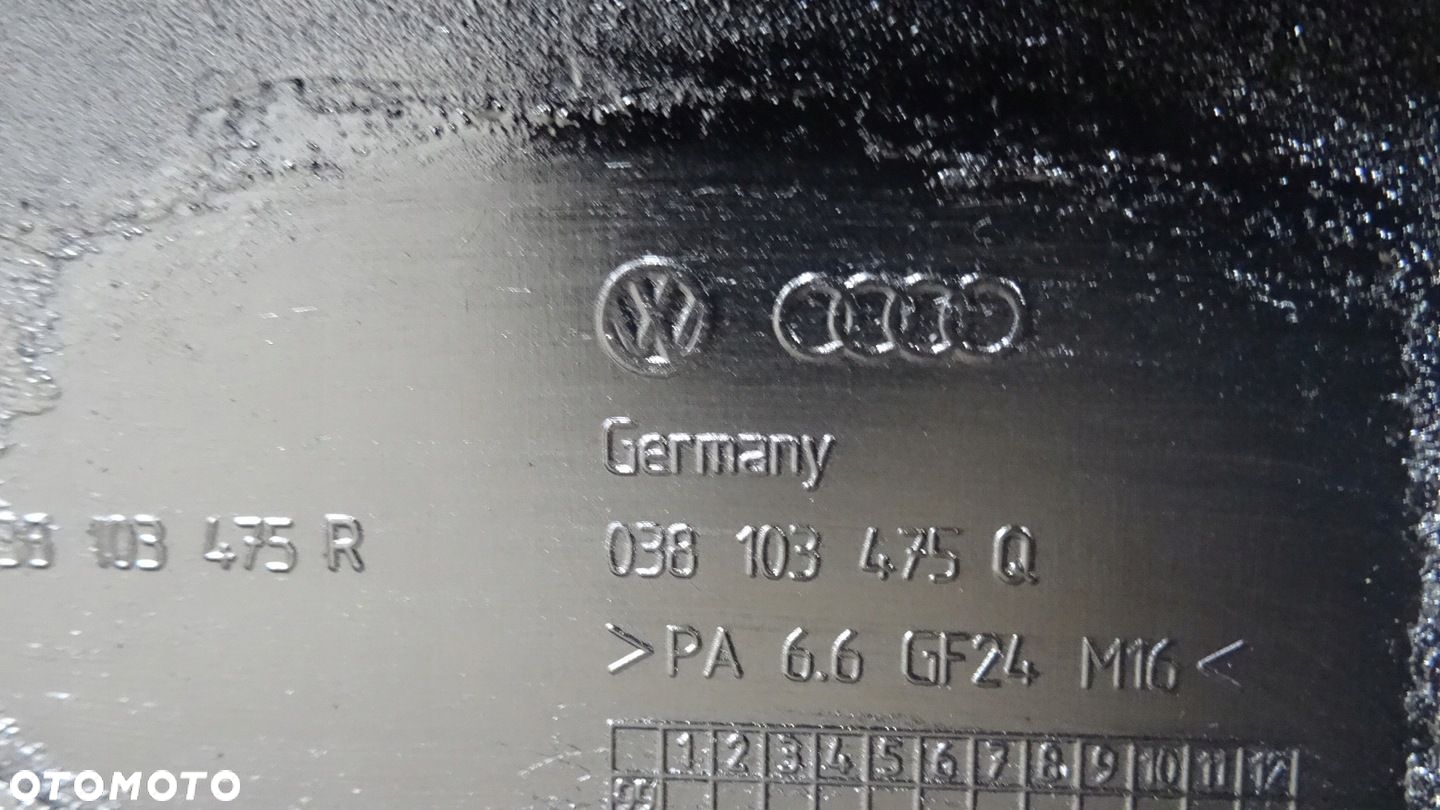 Germany
38 103 475 R
038 103 475 Q
>PA 6.6 GF24 M16<
1 2 3 4 5 6 7 8 9 10 11 12
99
OTOMOTO